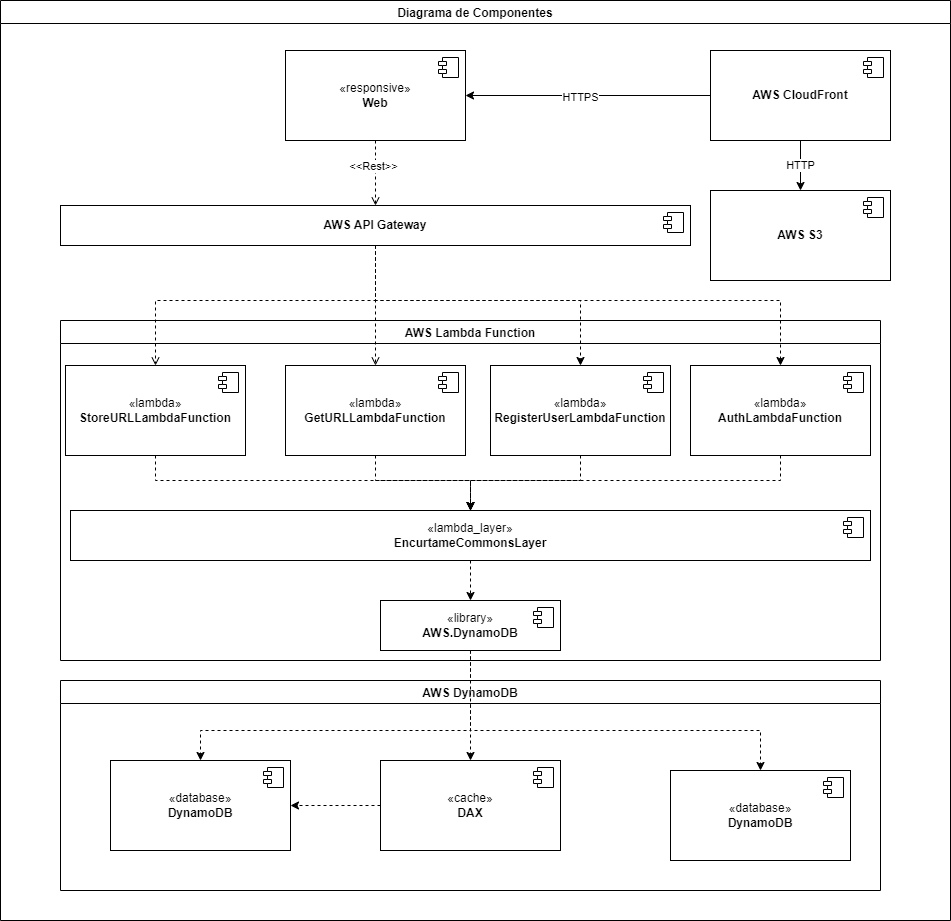 Diagrama de Componentes
«responsive»
Web
HTTPS
AWS CloudFront
<<Rest>>
HTTP
AWS API Gateway
AWS S3
AWS Lambda Function
«lambda»
StoreURLLambdaFunction
«lambda»
GetURLLambdaFunction
«lambda»
RegisterUserLambdaFunction
«lambda»
AuthLambdaFunction
«lambda_layer»
EncurtameCommonsLayer
«library»
AWS.DynamoDB
AWS DynamoDB
«database»
DynamoDB
«cache»
DAX
«database»
DynamoDB